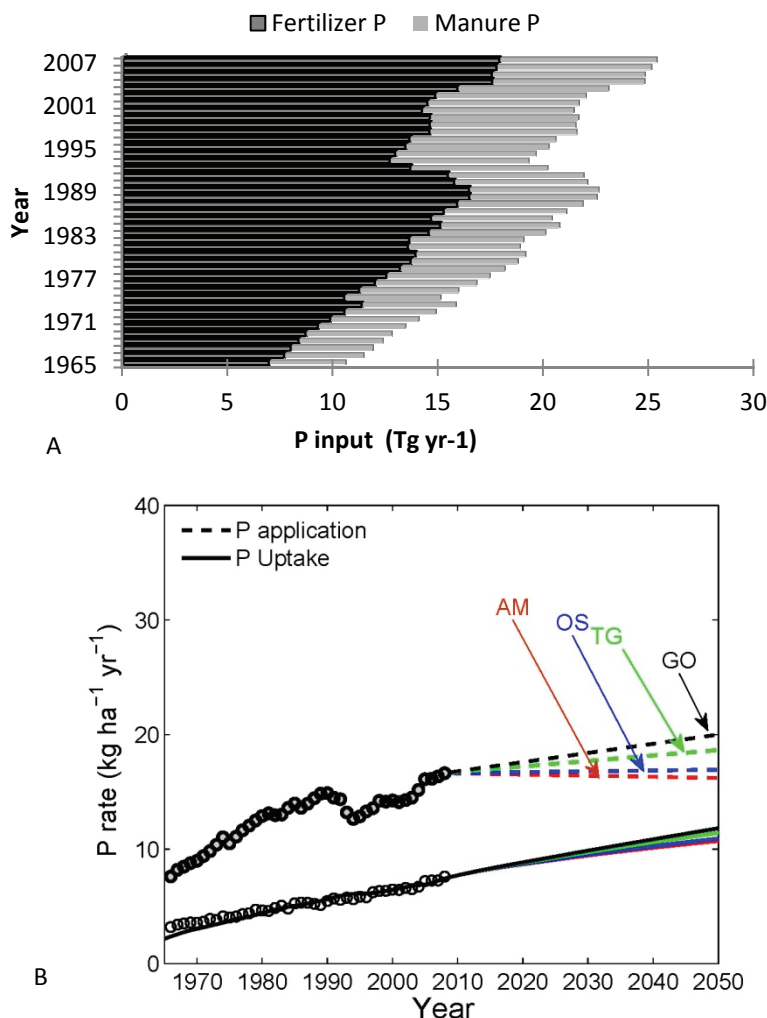 Fertilizer P Manure P
2007
2001
1995
1989
1983
1977
1971
1965
Year
0 5 10 15 20 25 30
P input (Tg yr-1)
A
40
30
20
10
0
P rate (kg ha⁻¹ yr⁻¹)
P application
P Uptake
AM
OS
TG
GO
1970 1980 1990 2000 2010 2020 2030 2040 2050
Year
B